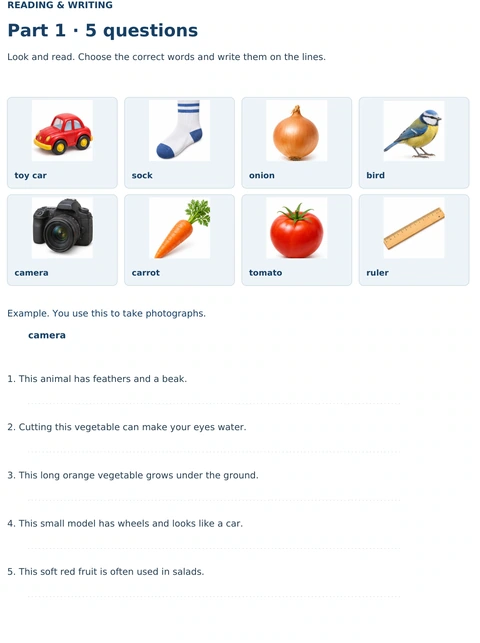 READING & WRITING
Part 1 · 5 questions
Look and read. Choose the correct words and write them on the lines.
toy car
sock
onion
bird
camera
carrot
tomato
ruler
Example. You use this to take photographs.
camera
1. This animal has feathers and a beak.
2. Cutting this vegetable can make your eyes water.
3. This long orange vegetable grows under the ground.
4. This small model has wheels and looks like a car.
5. This soft red fruit is often used in salads.